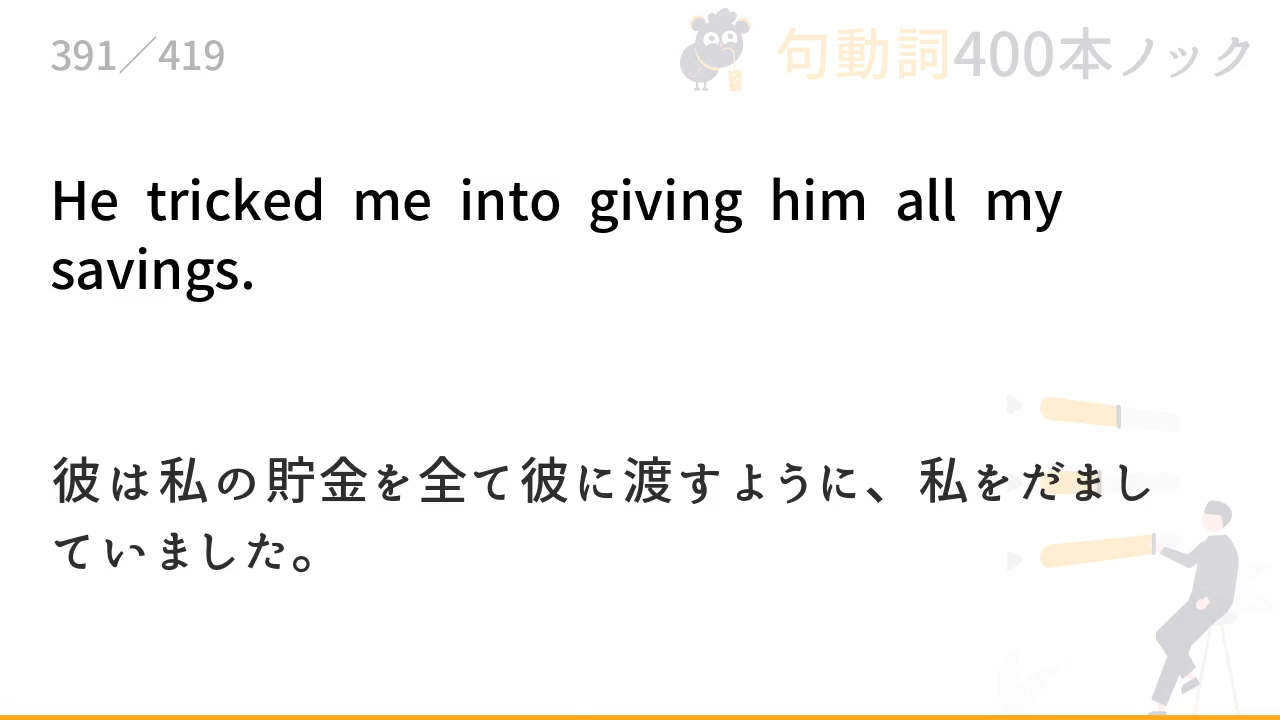 391／419
句動詞400本ノック
He tricked me into giving him all my
savings.
彼は私の貯金を全て彼に渡すように、私をだまし
ていました。